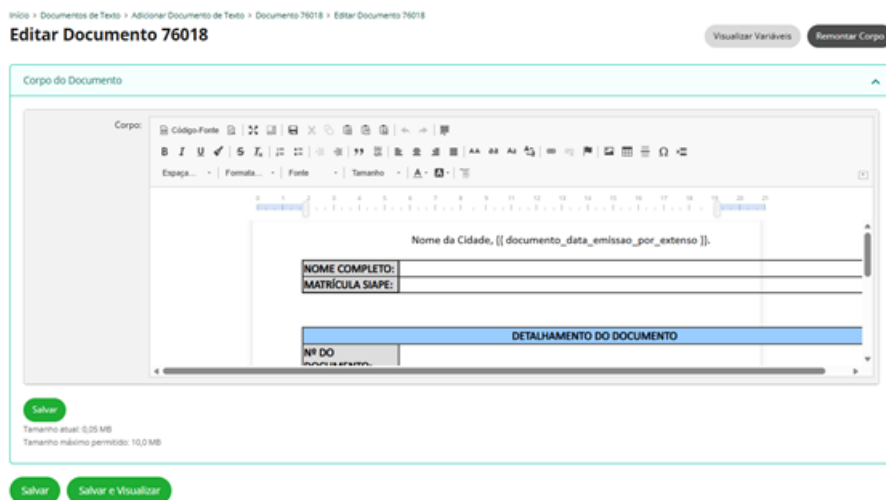 Início > Documentos de Texto > Adicionar Documento de Texto > Documento 76018 > Editar Documento 76018
Editar Documento 76018
Visualizar Variáveis
Remontar Corpo
Corpo do Documento
Corpo:
Código-Fonte
B I U S
Espaça... Formata... Fonte Tamanho A
Nome da Cidade, {{ documento_data_emissao_por_extenso }}.
NOME COMPLETO:
MATRÍCULA SIAPE:
DETALHAMENTO DO DOCUMENTO
Nº DO
DOCUMENTO:
Salvar
Tamanho atual: 0,05 MB
Tamanho máximo permitido: 10,0 MB
Salvar
Salvar e Visualizar